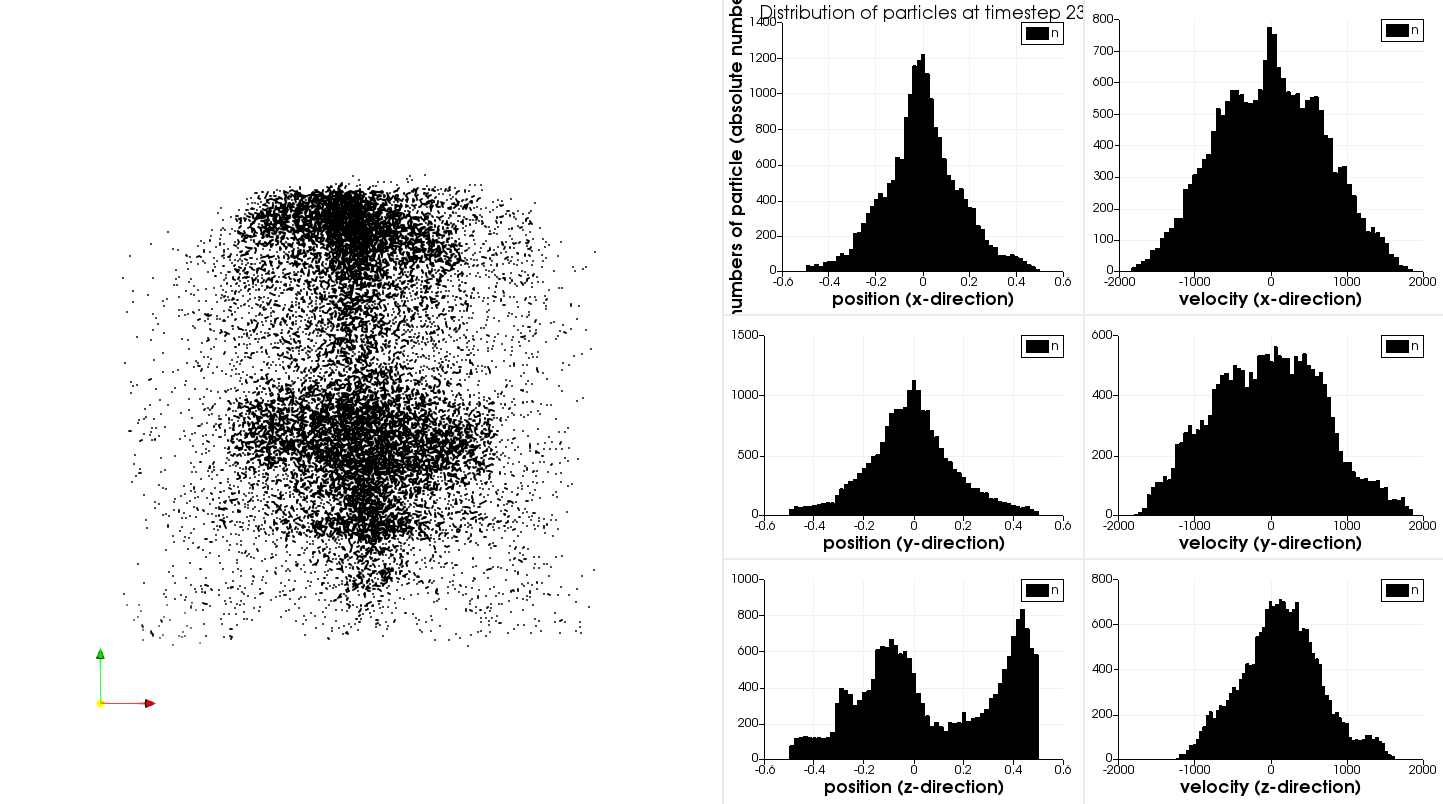 Distribution of particles at timestep 23
numbers of particle (absolute numbe
1400
1200
1000
800
600
400
200
0
-0.6 -0.4 -0.2 0 0.2 0.4 0.6
position (x-direction)
n
800
700
600
500
400
300
200
100
0
-2000 -1000 0 1000 2000
velocity (x-direction)
n
1500
1000
500
0
-0.6 -0.4 -0.2 0 0.2 0.4 0.6
position (y-direction)
n
600
400
200
0
-2000 -1000 0 1000 2000
velocity (y-direction)
n
1000
800
600
400
200
0
-0.6 -0.4 -0.2 0 0.2 0.4 0.6
position (z-direction)
n
800
600
400
200
0
-2000 -1000 0 1000 2000
velocity (z-direction)
n